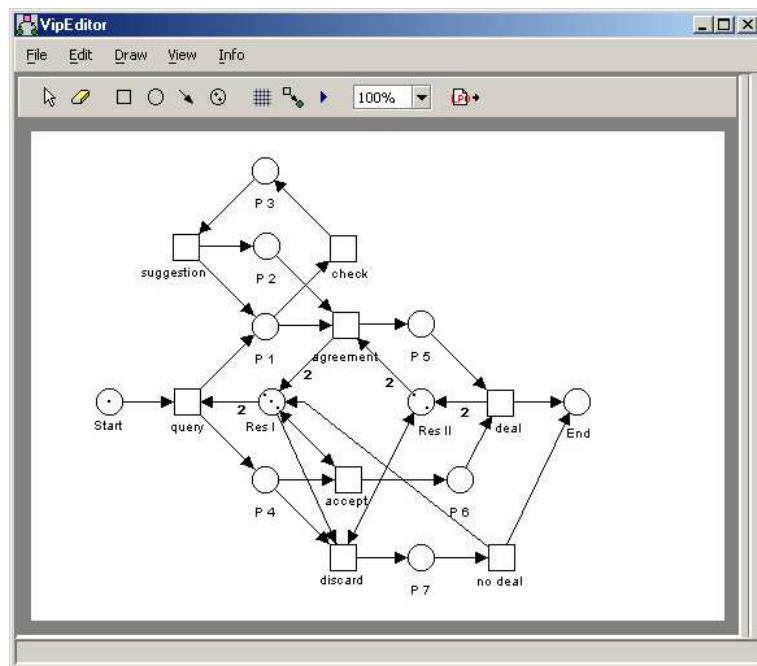 VipEditor
File Edit Draw View Info
100% LPO
P 3
suggestion P 2 check
P 1 agreement P 5
2 2
2 2
Start query Res I Res II deal End
accept
P 4 P 6
discard P 7 no deal